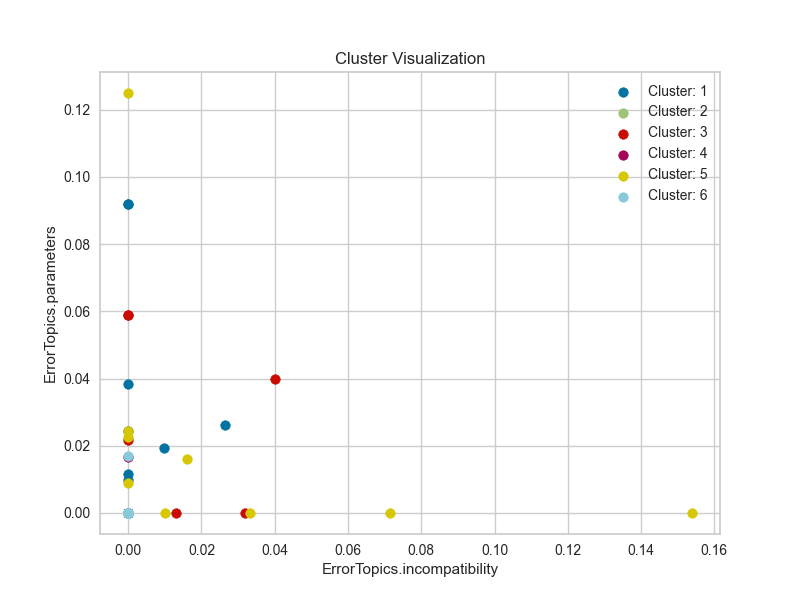 Cluster Visualization
Cluster: 1
Cluster: 2
Cluster: 3
Cluster: 4
Cluster: 5
Cluster: 6
ErrorTopics.parameters
0.12
0.10
0.08
0.06
0.04
0.02
0.00
0.00 0.02 0.04 0.06 0.08 0.10 0.12 0.14 0.16
ErrorTopics.incompatibility